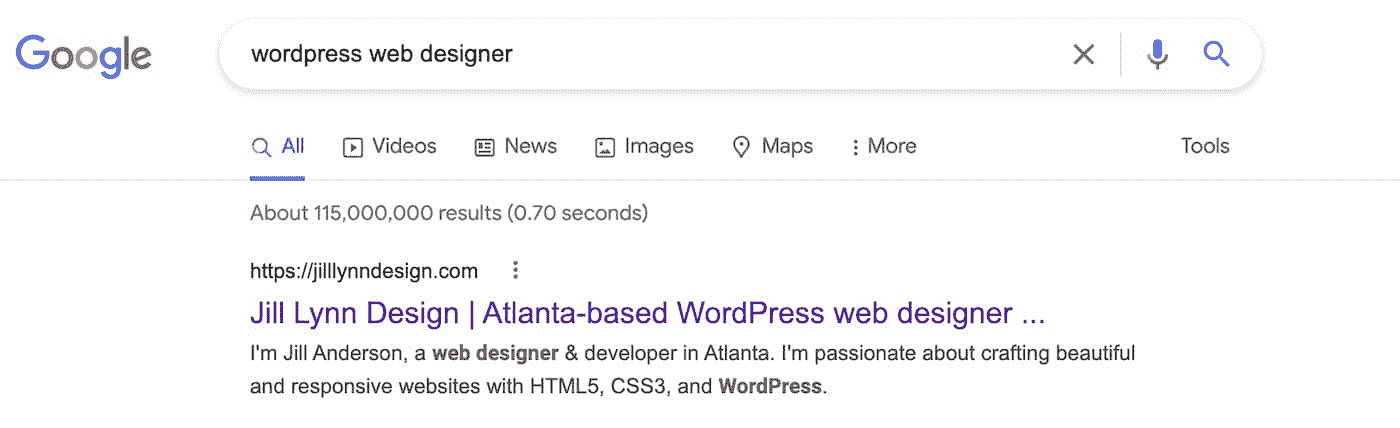 Google
wordpress web designer
All Videos News Images Maps More Tools
About 115,000,000 results (0.70 seconds)
https://jilllynndesign.com
Jill Lynn Design | Atlanta-based WordPress web designer ...
I'm Jill Anderson, a web designer & developer in Atlanta. I'm passionate about crafting beautiful
and responsive websites with HTML5, CSS3, and WordPress.